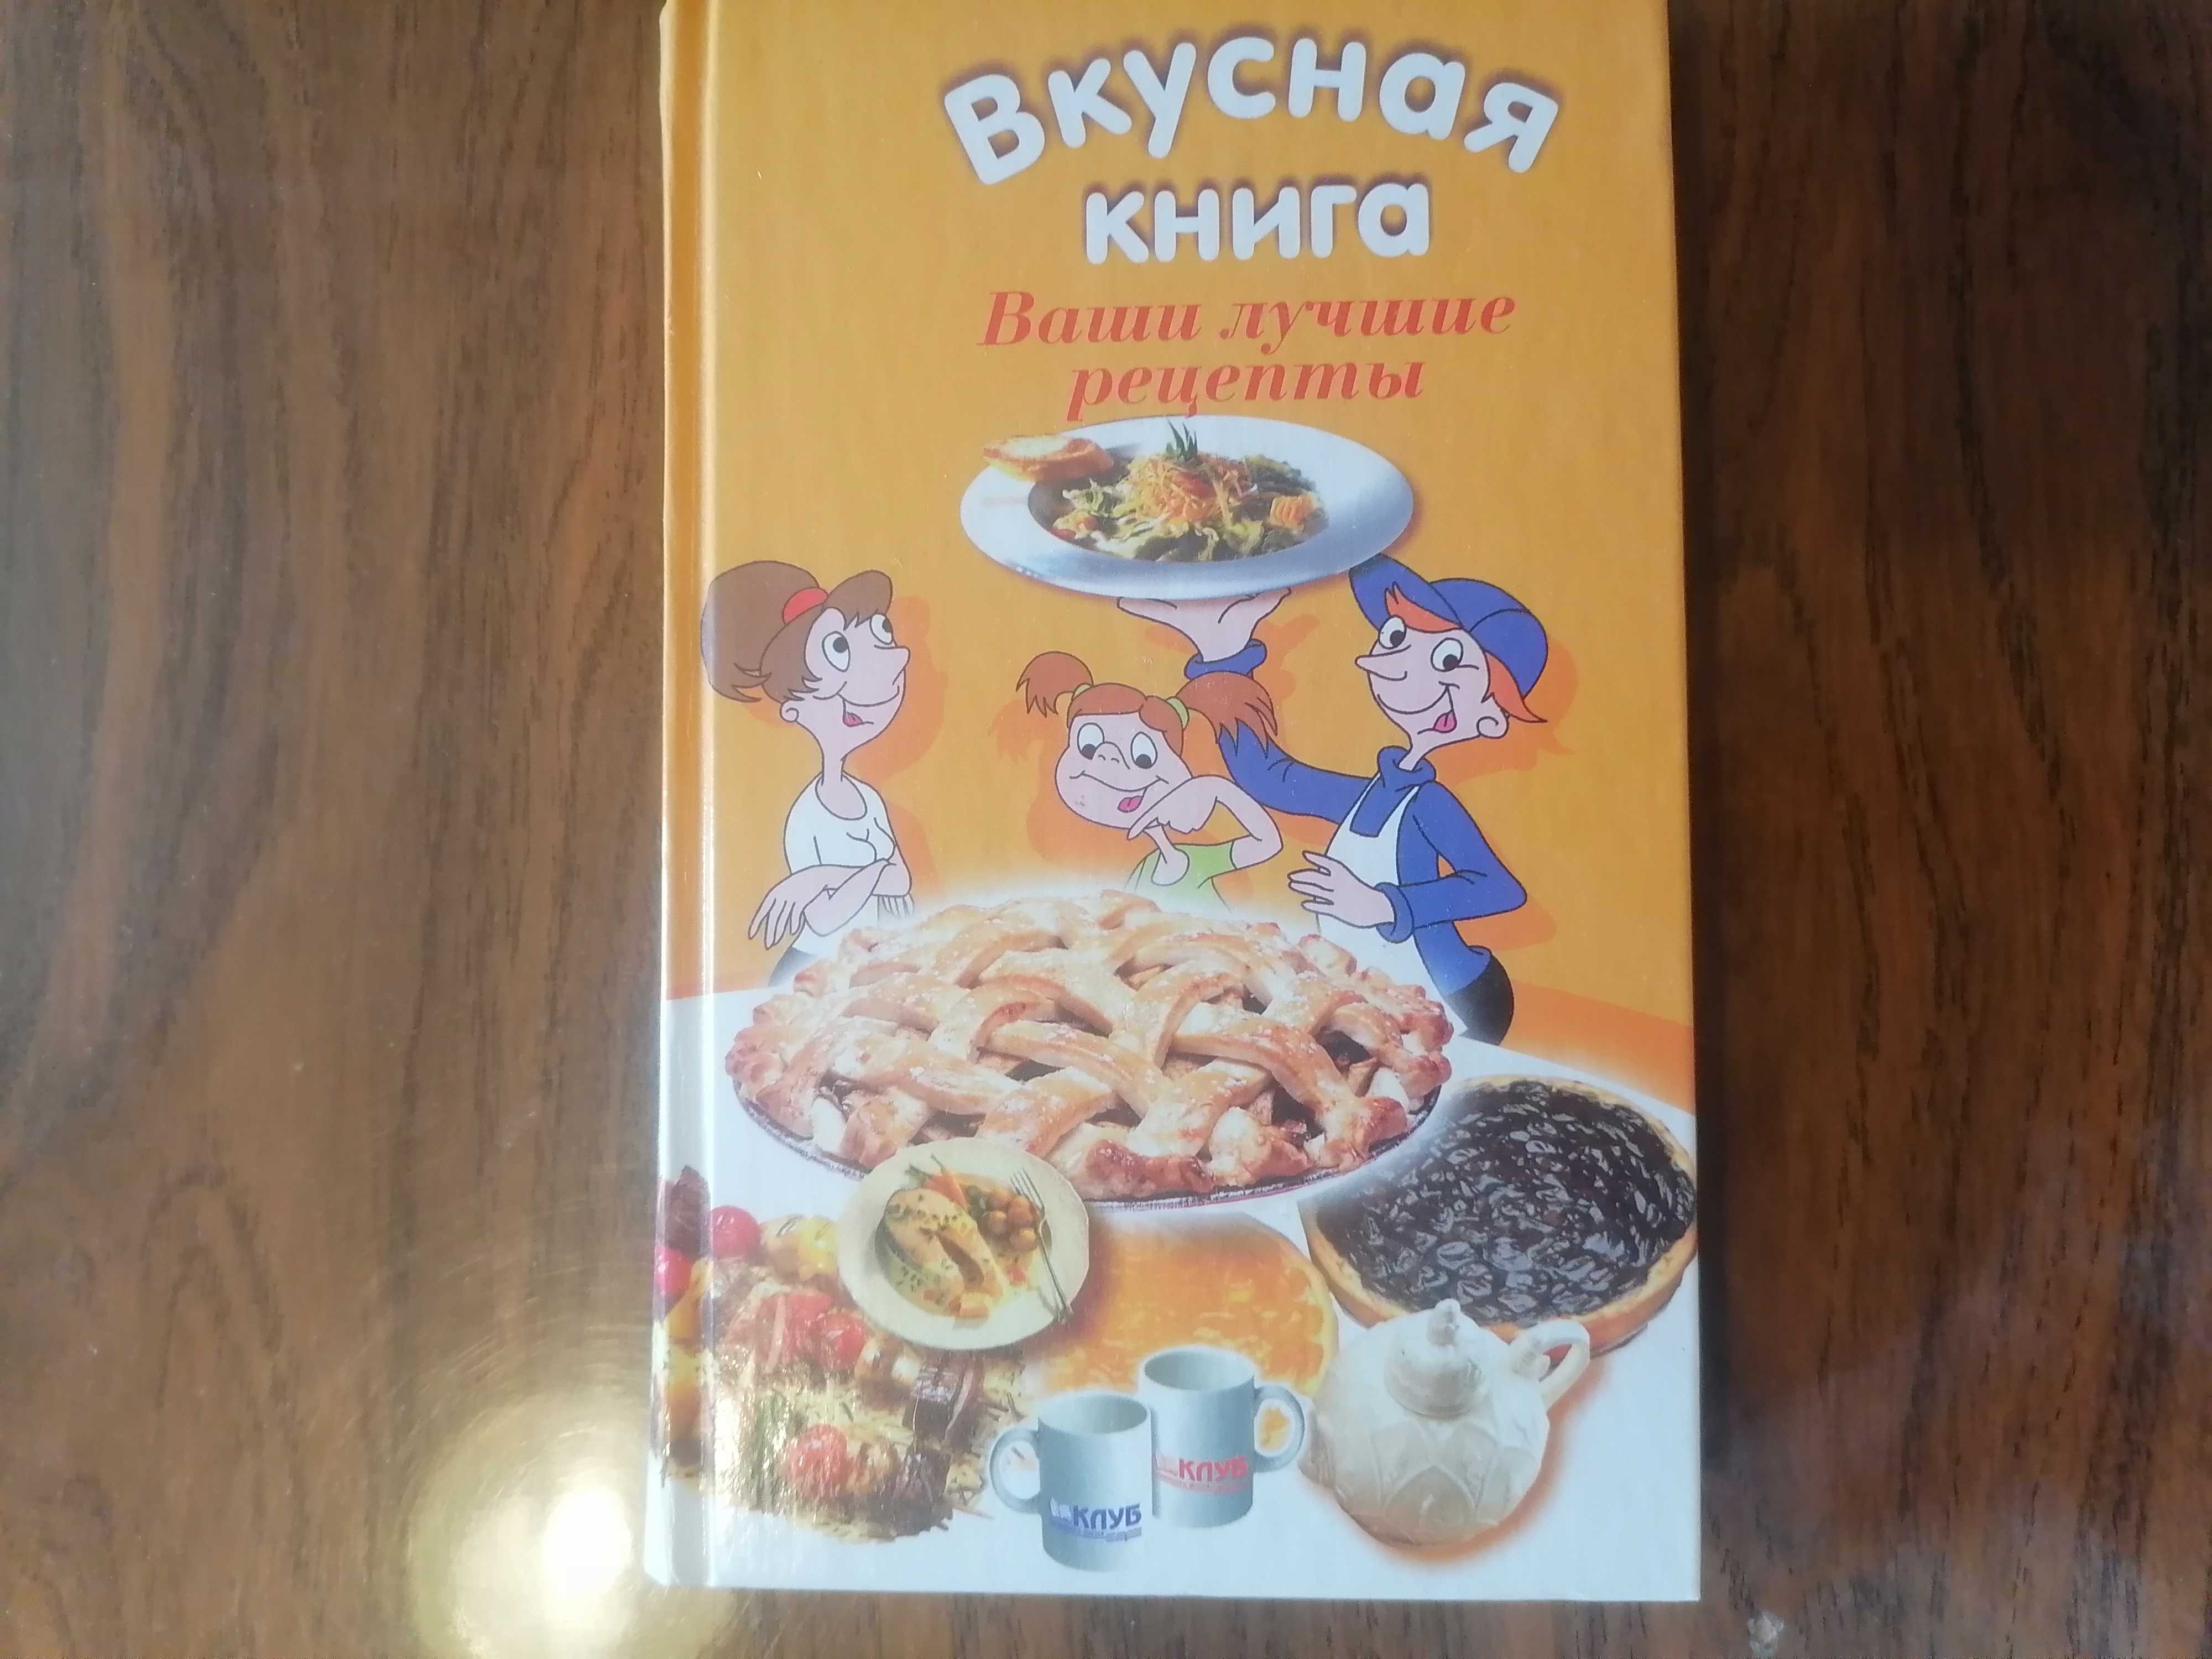 Вкусная
книга
Ваши лучшие
рецепты
КЛУБ
КЛУБ